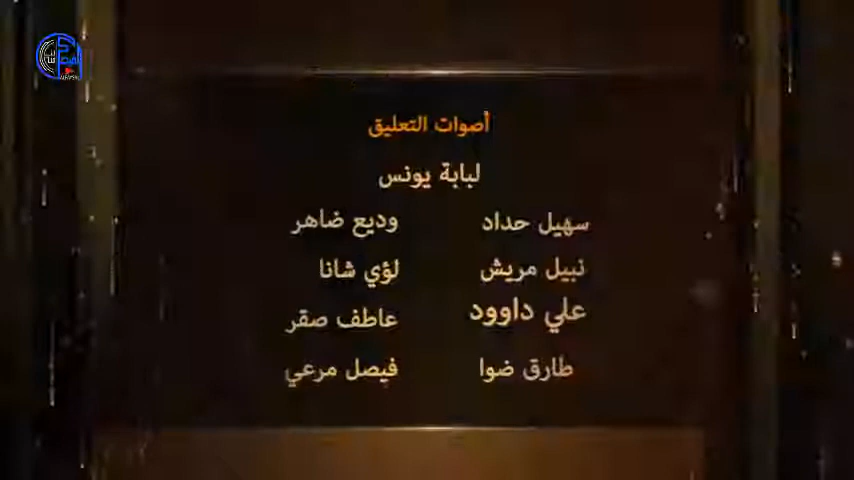 أصوات التعليق
لبابة يونس
سهيل حداد وديع ضاهر
نبيل مريش لؤي شانا
علي داوود عاطف صقر
طارق ضوا فيصل مرعي